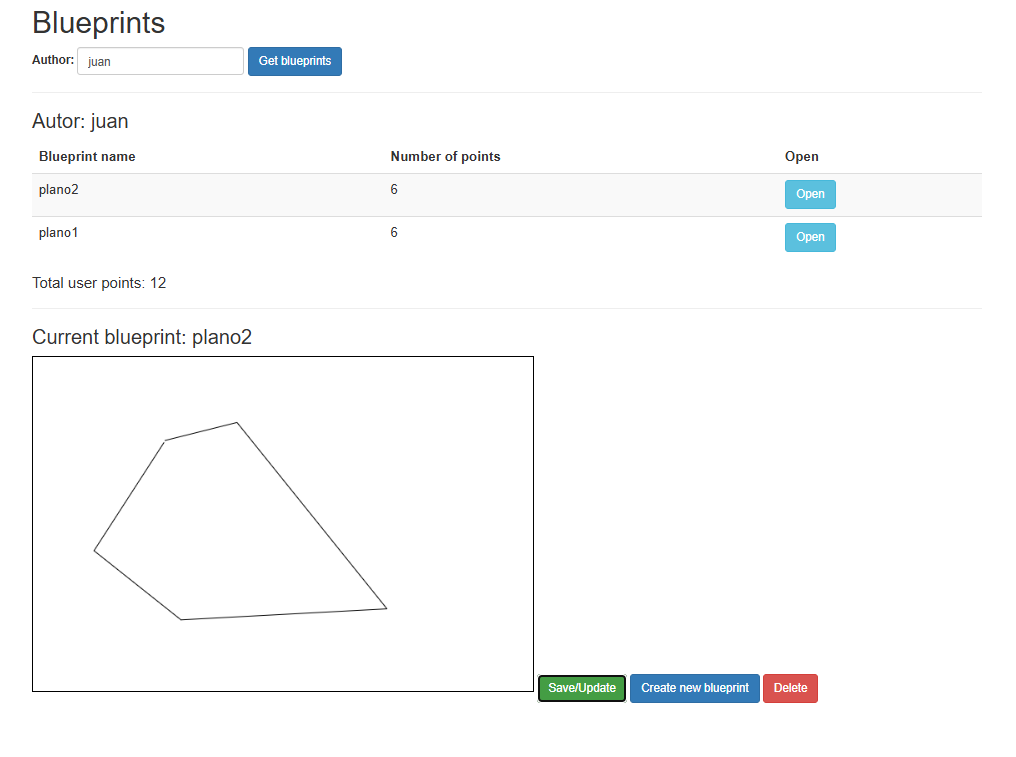 Blueprints
Author: juan Get blueprints
Autor: juan
Blueprint name Number of points Open
plano2 6 Open
plano1 6 Open
Total user points: 12
Current blueprint: plano2
Save/Update Create new blueprint Delete